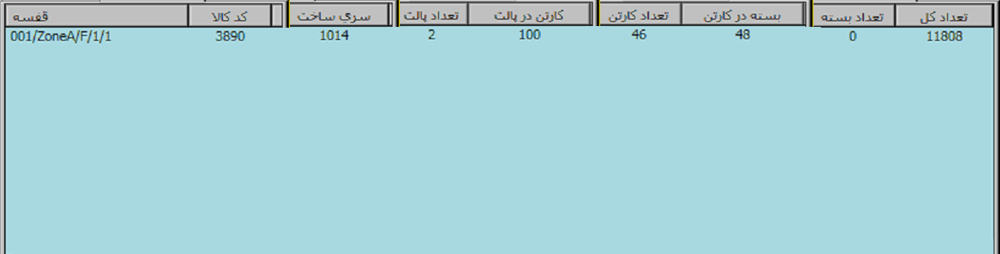 قفسه کد کالا سري ساخت تعداد پالت کارتن در پالت تعداد کارتن بسته در کارتن تعداد بسته تعداد کل
001/ZoneA/F/1/1 3890 1014 2 100 46 48 0 11808